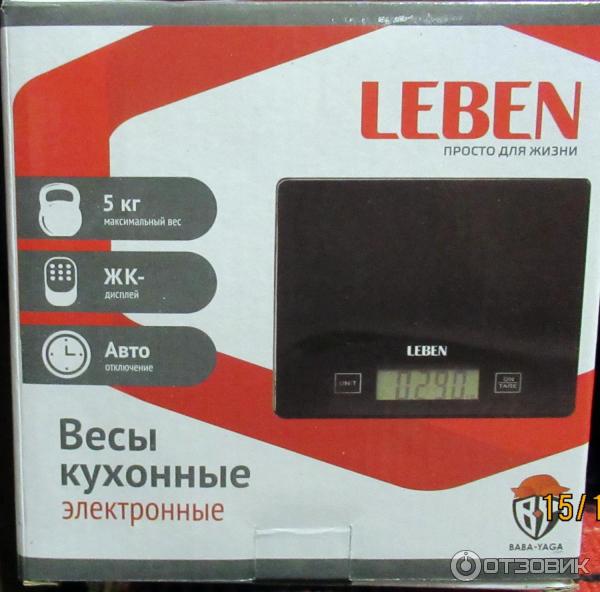 LEBEN
ПРОСТО ДЛЯ ЖИЗНИ
5 кг
максимальный вес
ЖК-
дисплей
Авто
отключение
LEBEN
UNIT
0290
ON
TARE
Весы
кухонные
электронные
15/1
BABA-YAGA
ОТЗОВИК